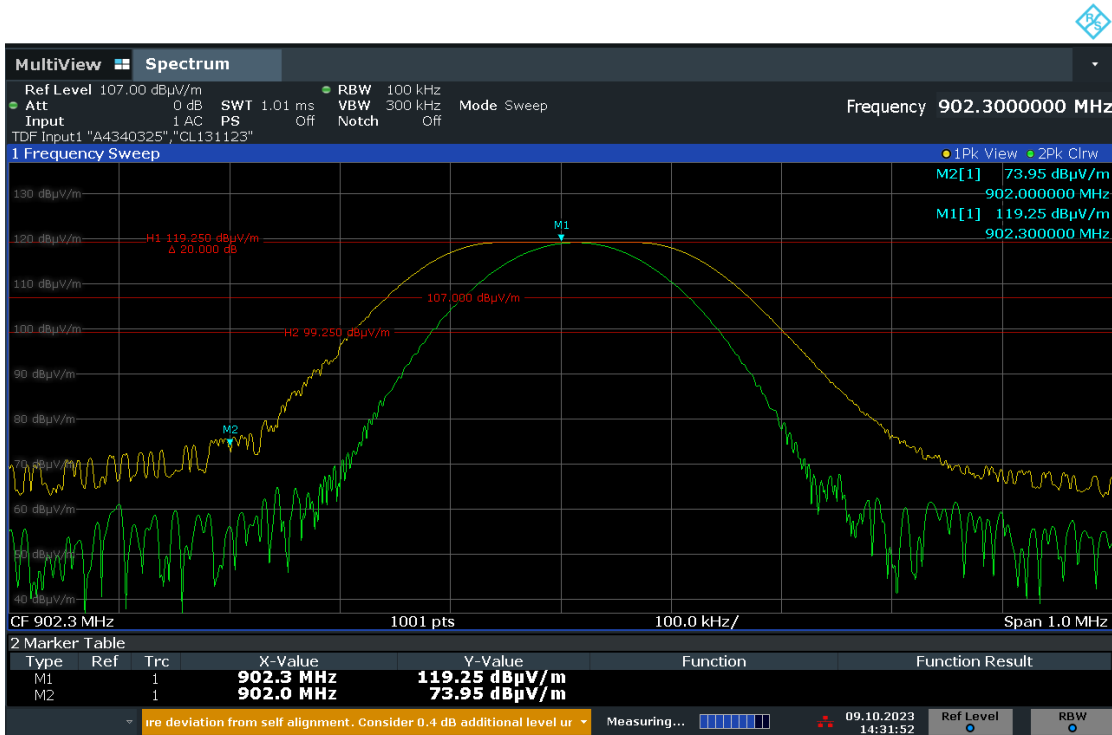 R&S
MultiView Spectrum
Ref Level 107.00 dBµV/m RBW 100 kHz
Att 0 dB SWT 1.01 ms VBW 300 kHz Mode Sweep Frequency 902.3000000 MHz
Input 1 AC PS Off Notch Off
TDF Input1 "A4340325","CL131123"
1 Frequency Sweep 1Pk View 2Pk Clrw
M2[1] 73.95 dBµV/m
902.000000 MHz
M1[1] 119.25 dBµV/m
902.300000 MHz
130 dBµV/m
M1
120 dBµV/m H1 119.250 dBµV/m
Δ 20.000 dB
110 dBµV/m
107.000 dBµV/m
100 dBµV/m
H2 99.250 dBµV/m
90 dBµV/m
80 dBµV/m
M2
70 dBµV/m
60 dBµV/m
50 dBµV/m
40 dBµV/m
CF 902.3 MHz 1001 pts 100.0 kHz/ Span 1.0 MHz
2 Marker Table
Type Ref Trc X-Value Y-Value Function Function Result
M1 1 902.3 MHz 119.25 dBµV/m
M2 1 902.0 MHz 73.95 dBµV/m
ure deviation from self alignment. Consider 0.4 dB additional level ur Measuring... 09.10.2023 Ref Level RBW
14:31:52